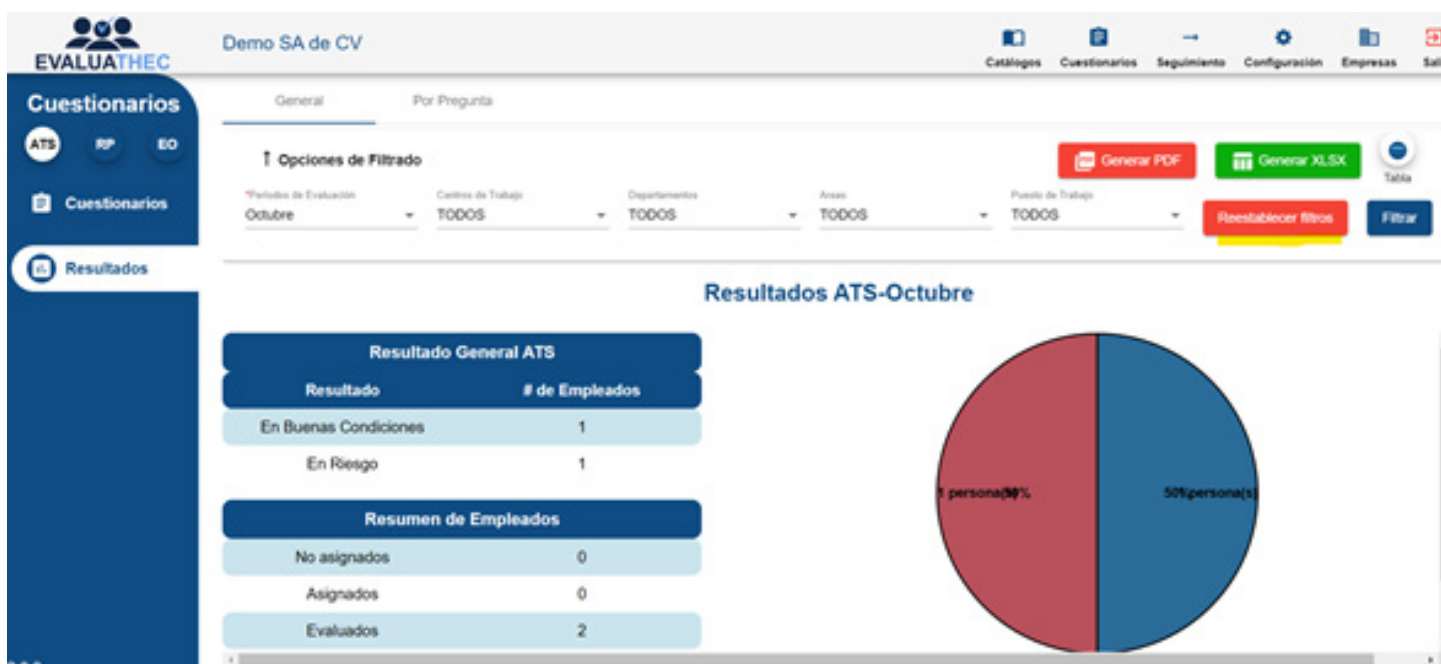 EVALUATHEC
Demo SA de CV
Catálogos Cuestionarios Seguimiento Configuración Empresas Sali
Cuestionarios
ATS RP EO
Cuestionarios
Resultados
General Por Pregunta
Opciones de Filtrado
Generar PDF Generar XLSX Tabla
*Periodos de Evaluación Centros de Trabajo Departamentos Areas Puesto de Trabajo
Octubre TODOS TODOS TODOS TODOS
Reestablecer filtros Filtrar
Resultados ATS-Octubre
Resultado General ATS
Resultado # de Empleados
En Buenas Condiciones 1
En Riesgo 1
Resumen de Empleados
No asignados 0
Asignados 0
Evaluados 2